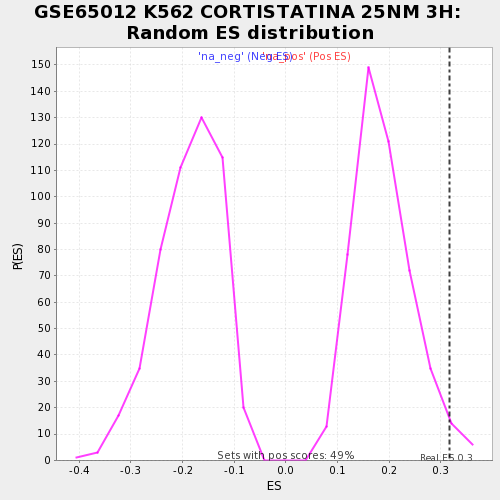 GSE65012 K562 CORTISTATINA 25NM 3H:
Random ES distribution
'na_neg' (Neg ES)
'na_pos' (Pos ES)
P(ES)
150
140
130
120
110
100
90
80
70
60
50
40
30
20
10
0
Sets with pos scores: 49%
Real ES 0.3
-0.4 -0.3 -0.2 -0.1 0.0 0.1 0.2 0.3
ES